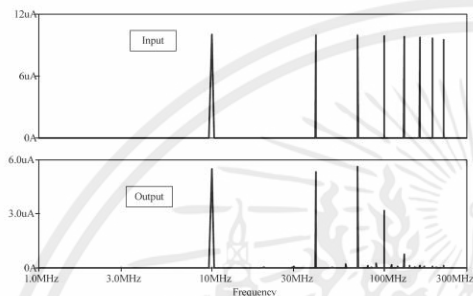 12uA
Input
6uA
0A
6.0uA
Output
3.0uA
0A
1.0MHz
3.0MHz
10MHz
30MHz
100MHz
300MHz
Frequency